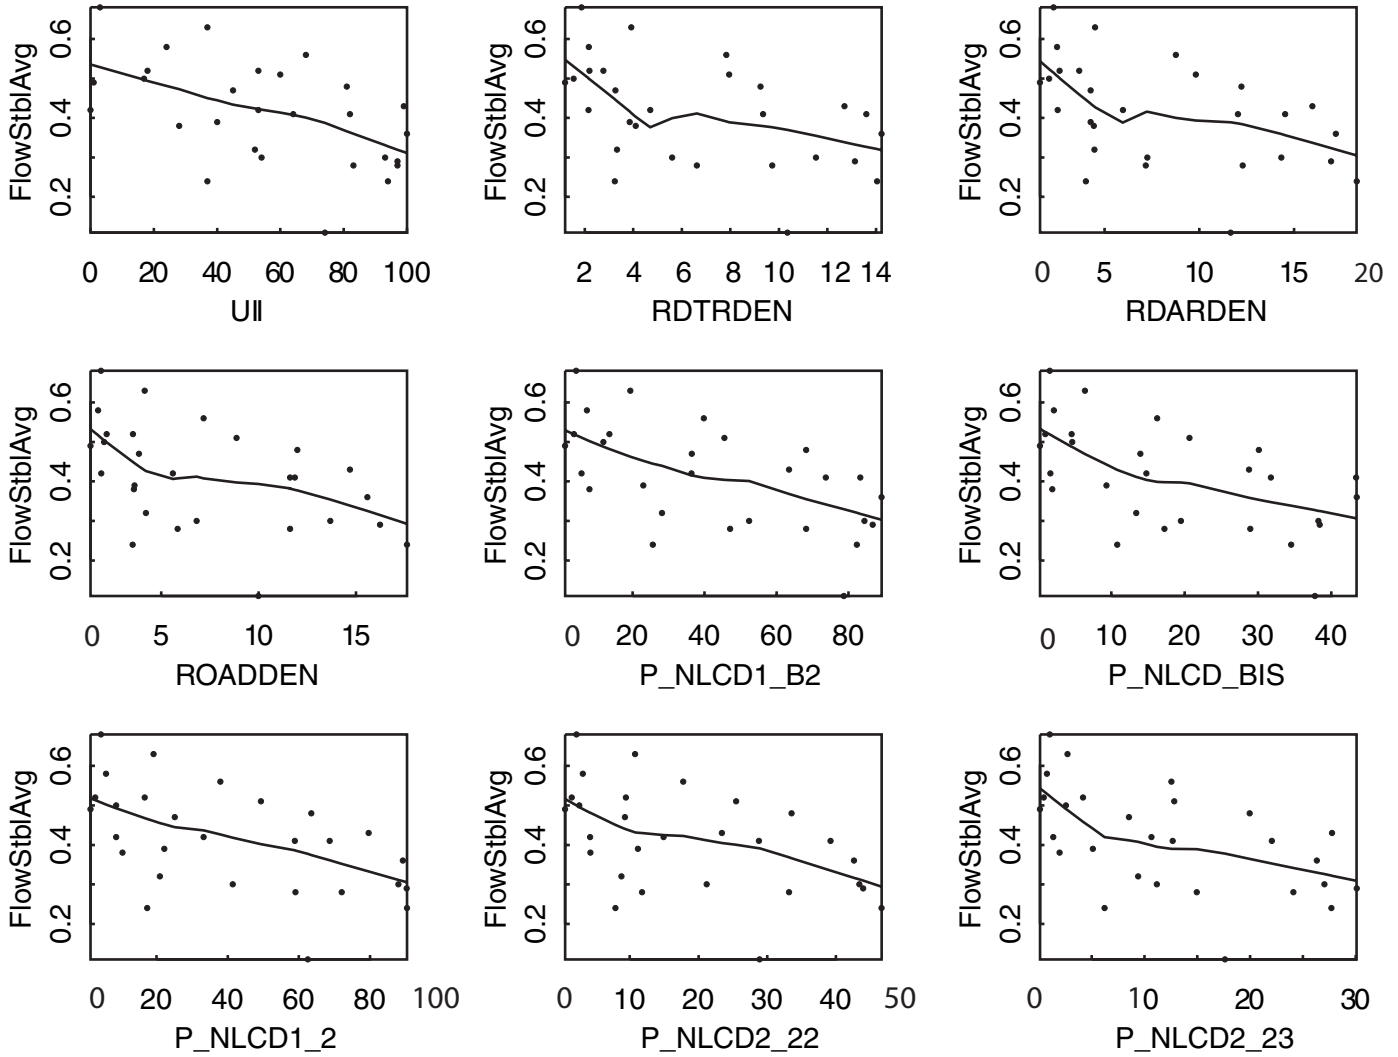 FlowStblAvg
0.6
0.4
0.2
0 20 40 60 80 100
UII
FlowStblAvg
0.6
0.4
0.2
2 4 6 8 10 12 14
RDTRDEN
FlowStblAvg
0.6
0.4
0.2
0 5 10 15 20
RDARDEN
FlowStblAvg
0.6
0.4
0.2
0 5 10 15
ROADDEN
FlowStblAvg
0.6
0.4
0.2
0 20 40 60 80
P_NLCD1_B2
FlowStblAvg
0.6
0.4
0.2
0 10 20 30 40
P_NLCD_BIS
FlowStblAvg
0.6
0.4
0.2
0 20 40 60 80 100
P_NLCD1_2
FlowStblAvg
0.6
0.4
0.2
0 10 20 30 40 50
P_NLCD2_22
FlowStblAvg
0.6
0.4
0.2
0 10 20 30
P_NLCD2_23